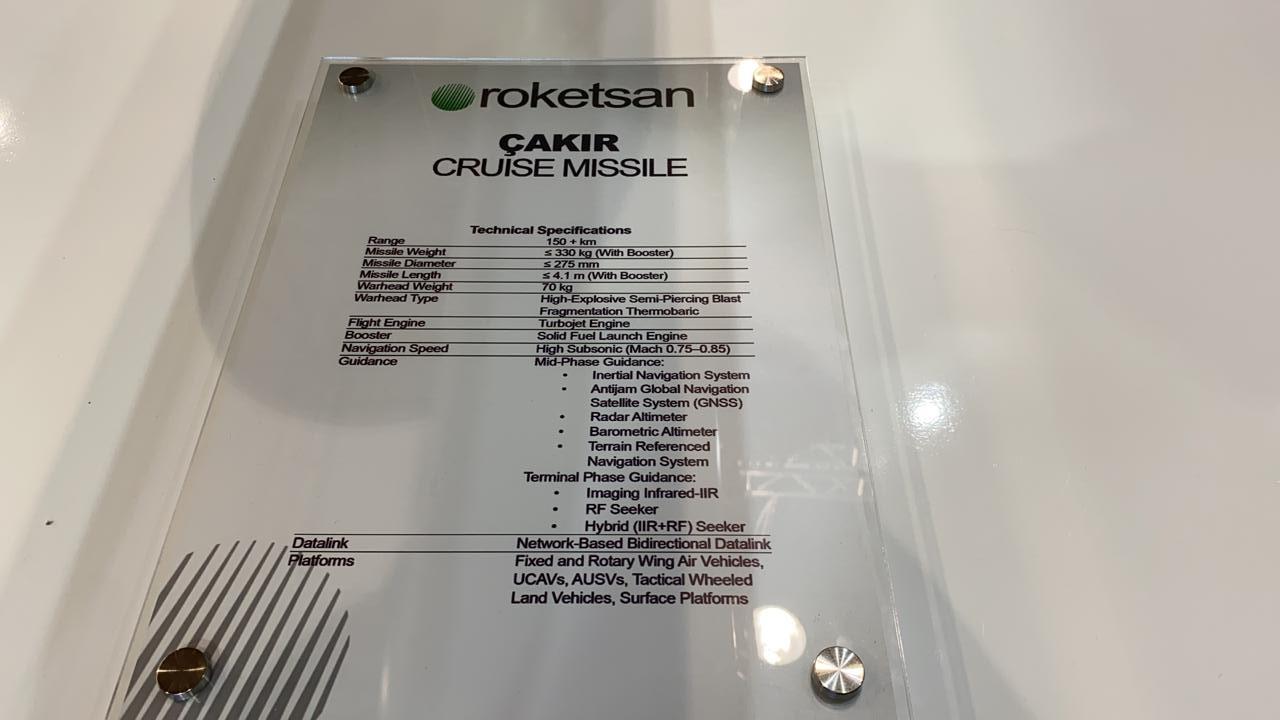 roketsan
ÇAKIR
CRUISE MISSILE
Technical Specifications
Range 150 + km
Missile Weight ≤ 330 kg (With Booster)
Missile Diameter ≤ 275 mm
Missile Length ≤ 4.1 m (With Booster)
Warhead Weight 70 kg
Warhead Type High-Explosive Semi-Piercing Blast
Fragmentation Thermobaric
Flight Engine Turbojet Engine
Booster Solid Fuel Launch Engine
Navigation Speed High Subsonic (Mach 0.75–0.85)
Guidance Mid-Phase Guidance:
• Inertial Navigation System
• Antijam Global Navigation
Satellite System (GNSS)
• Radar Altimeter
• Barometric Altimeter
• Terrain Referenced
Navigation System
Terminal Phase Guidance:
• Imaging Infrared-IIR
• RF Seeker
• Hybrid (IIR+RF) Seeker
Datalink Network-Based Bidirectional Datalink
Platforms Fixed and Rotary Wing Air Vehicles,
UCAVs, AUSVs, Tactical Wheeled
Land Vehicles, Surface Platforms